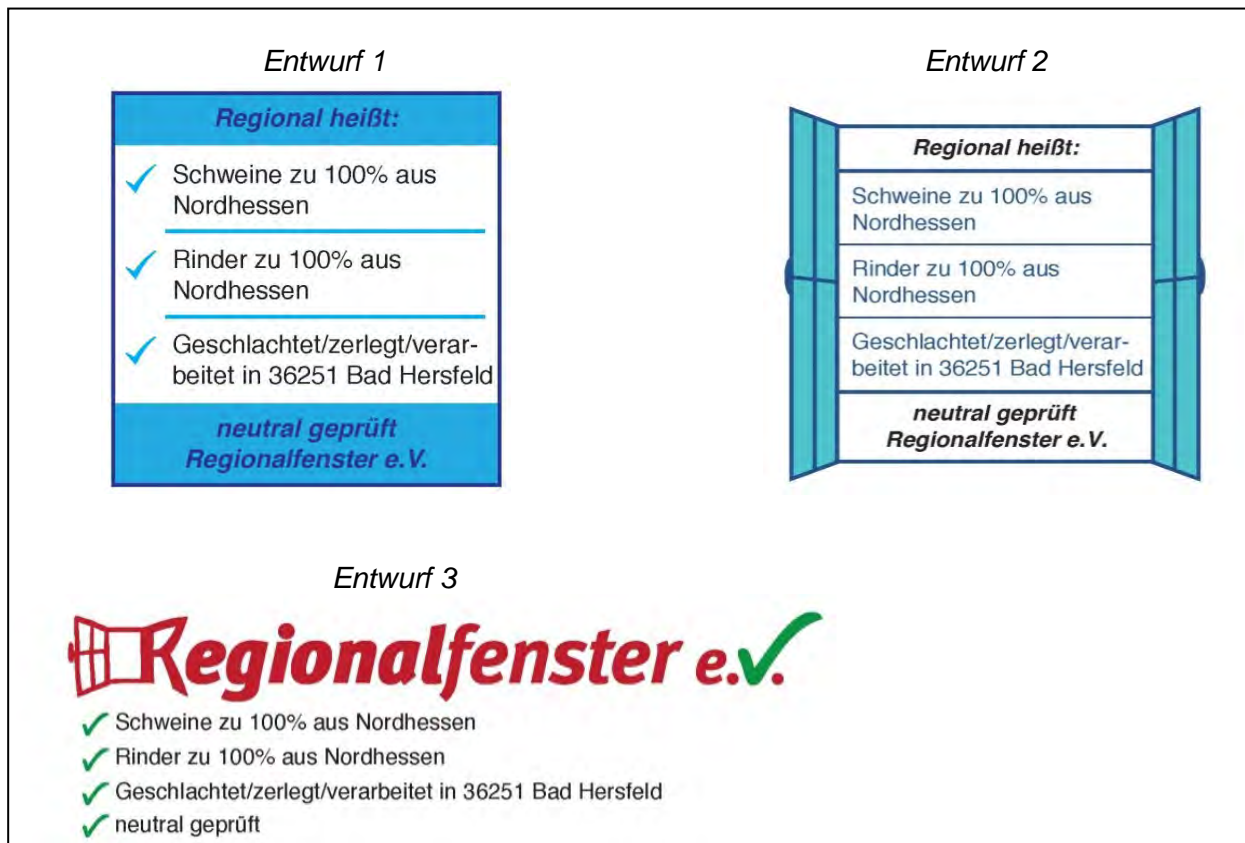 Entwurf 1
Regional heißt:
Schweine zu 100% aus
Nordhessen
Rinder zu 100% aus
Nordhessen
Geschlachtet/zerlegt/verar-
beitet in 36251 Bad Hersfeld
neutral geprüft
Regionalfenster e.V.
Entwurf 2
Regional heißt:
Schweine zu 100% aus
Nordhessen
Rinder zu 100% aus
Nordhessen
Geschlachtet/zerlegt/verar-
beitet in 36251 Bad Hersfeld
neutral geprüft
Regionalfenster e.V.
Entwurf 3
Regionalfenster e.V.
Schweine zu 100% aus Nordhessen
Rinder zu 100% aus Nordhessen
Geschlachtet/zerlegt/verarbeitet in 36251 Bad Hersfeld
neutral geprüft